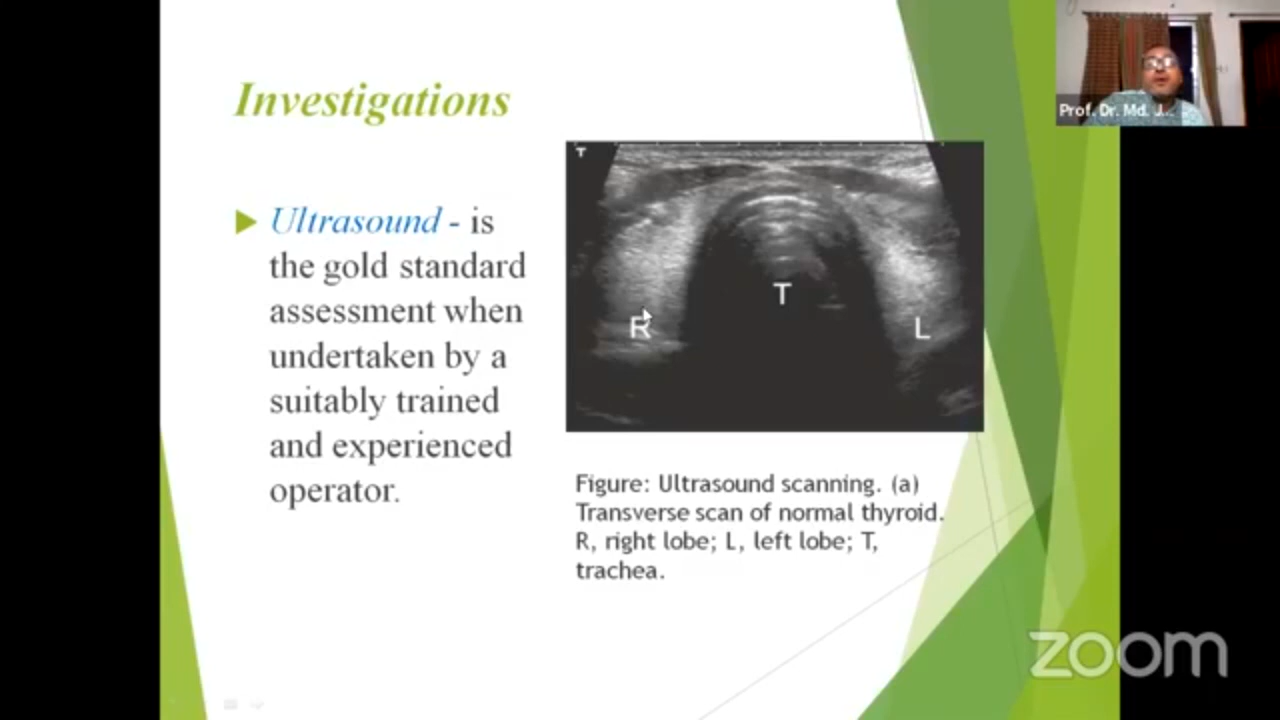 Investigations
Prof. Dr. Md. J...
Ultrasound - is
the gold standard
assessment when
undertaken by a
suitably trained
and experienced
operator.
T
T
R
L
Figure: Ultrasound scanning. (a)
Transverse scan of normal thyroid.
R, right lobe; L, left lobe; T,
trachea.
zoom